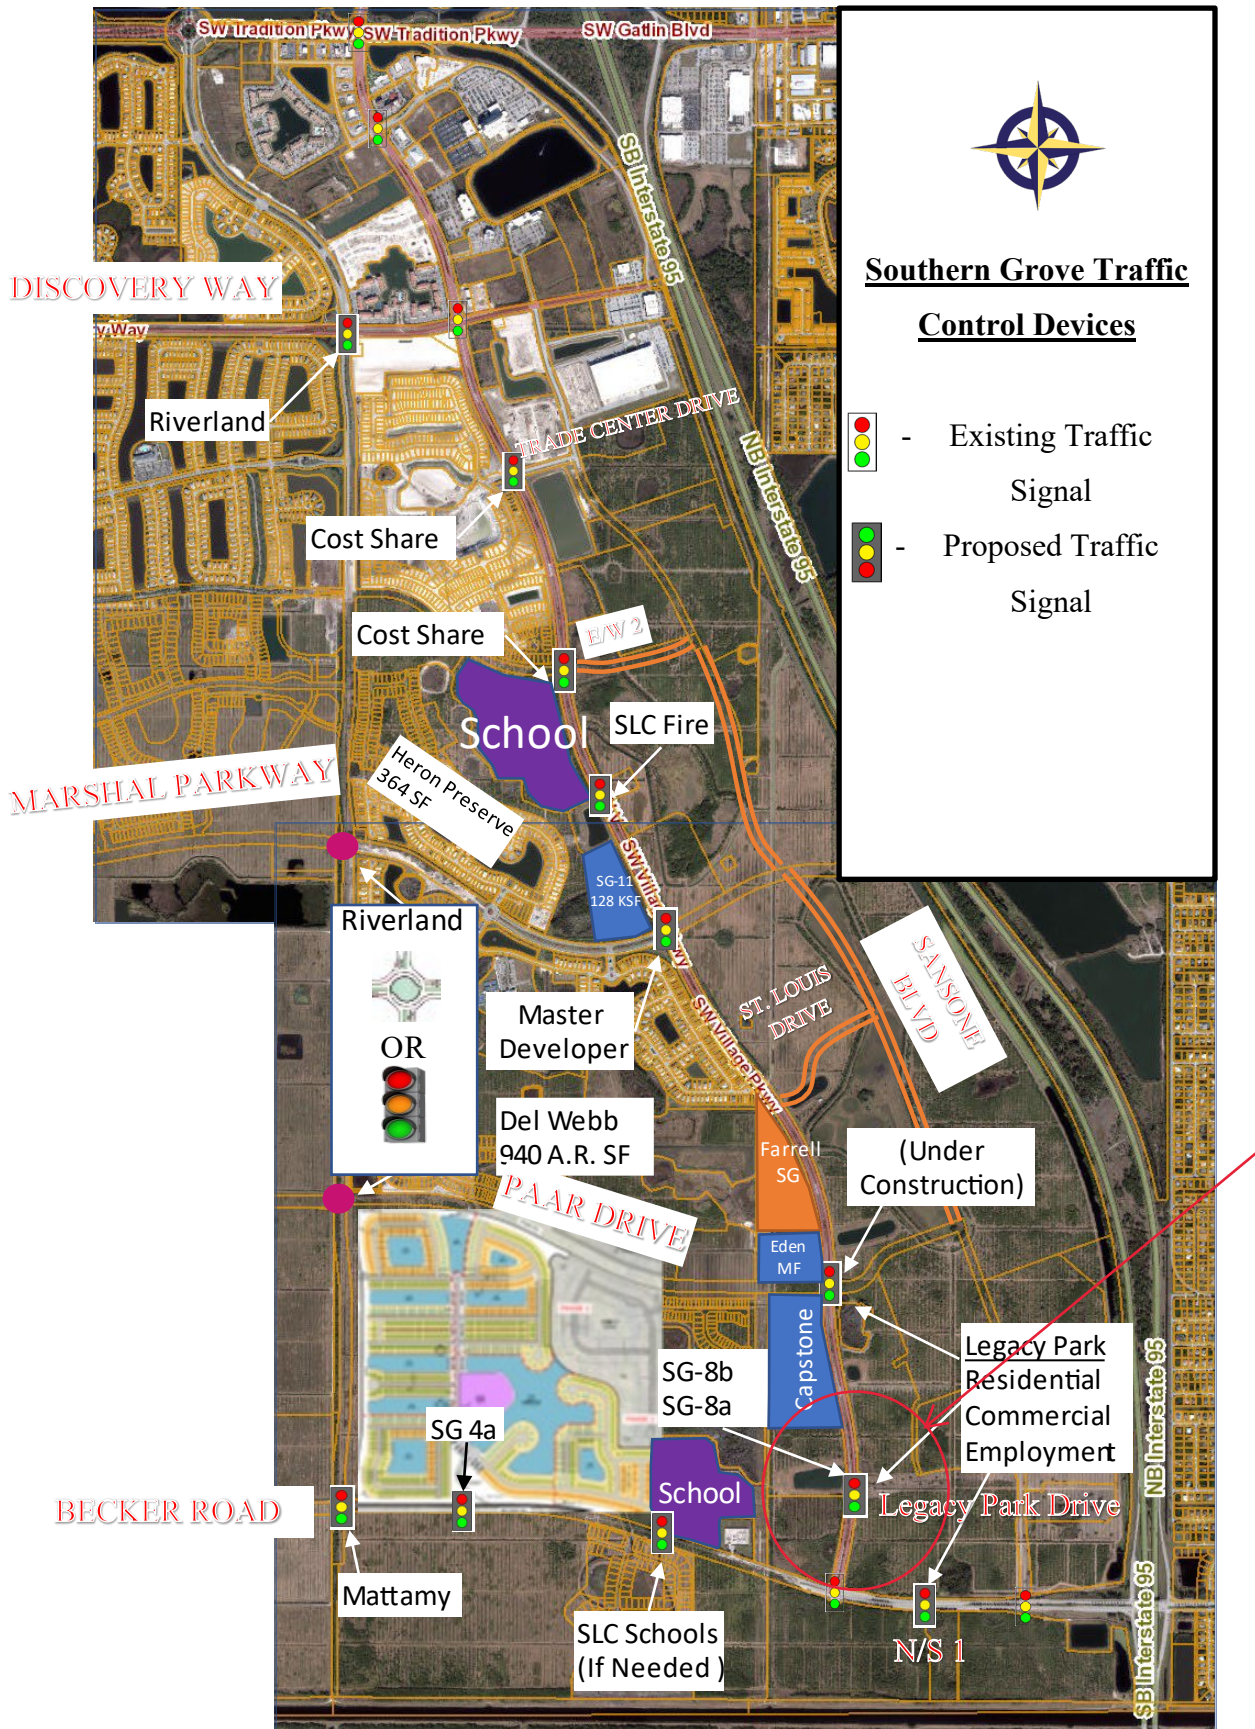 SW Tradition Pkwy
SW Tradition Pkwy
SW Gatlin Blvd
SB Interstate 95
Southern Grove Traffic
Control Devices
- Existing Traffic
Signal
- Proposed Traffic
Signal
DISCOVERY WAY
y Way
Riverland
TRADE CENTER DRIVE
NB Interstate 95
Cost Share
Cost Share
E/W 2
School
SLC Fire
MARSHAL PARKWAY
Heron Preserve
364 SF
SG-11
128 KSF
SW Villag
wy
Riverland
OR
Master
Developer
SW Village Pkwy
ST. LOUIS
DRIVE
SANSONE
BLVD
Del Webb
940 A.R. SF
PAAR DRIVE
Farrell
SG
(Under
Construction)
Eden
MF
Capstone
SG-8b
SG-8a
Legacy Park
Residential
Commercial
Employment
NB Interstate 95
SG 4a
School
BECKER ROAD
Legacy Park Drive
Mattamy
SLC Schools
(If Needed )
N/S 1
SB Interstate 95